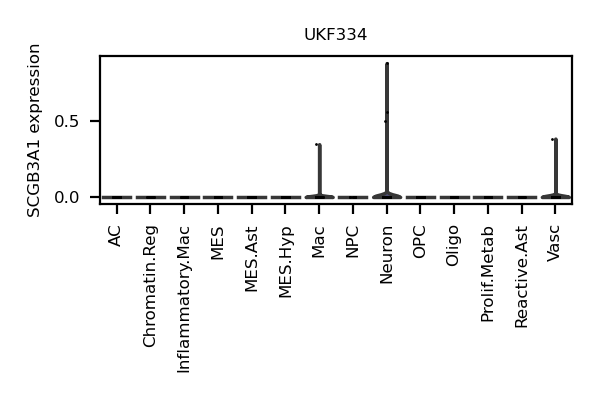 UKF334
SCGB3A1 expression
0.5
0.0
AC
Chromatin.Reg
Inflammatory.Mac
MES
MES.Ast
MES.Hyp
Mac
NPC
Neuron
OPC
Oligo
Prolif.Metab
Reactive.Ast
Vasc